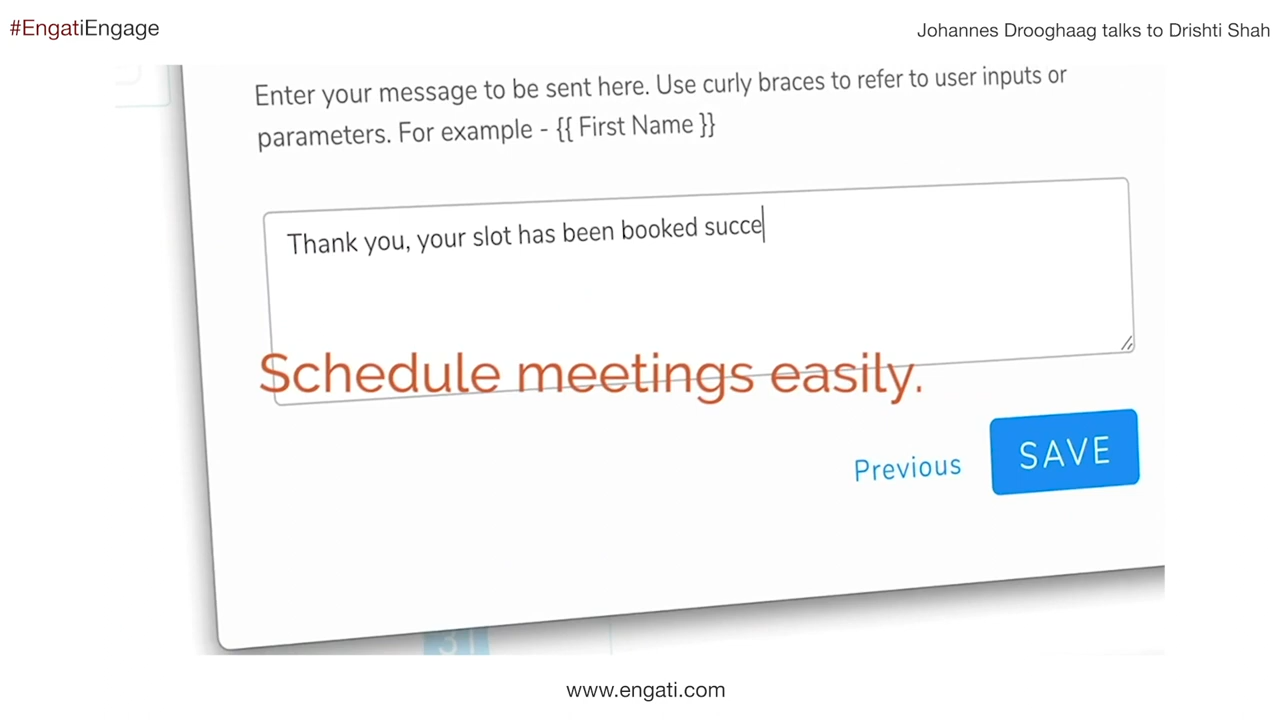 #EngatiEngage
Johannes Drooghaag talks to Drishti Shah
Enter your message to be sent here. Use curly braces to refer to user inputs or
parameters. For example - {{ First Name }}
Thank you, your slot has been booked succe
Schedule meetings easily.
Previous
SAVE
31
www.engati.com